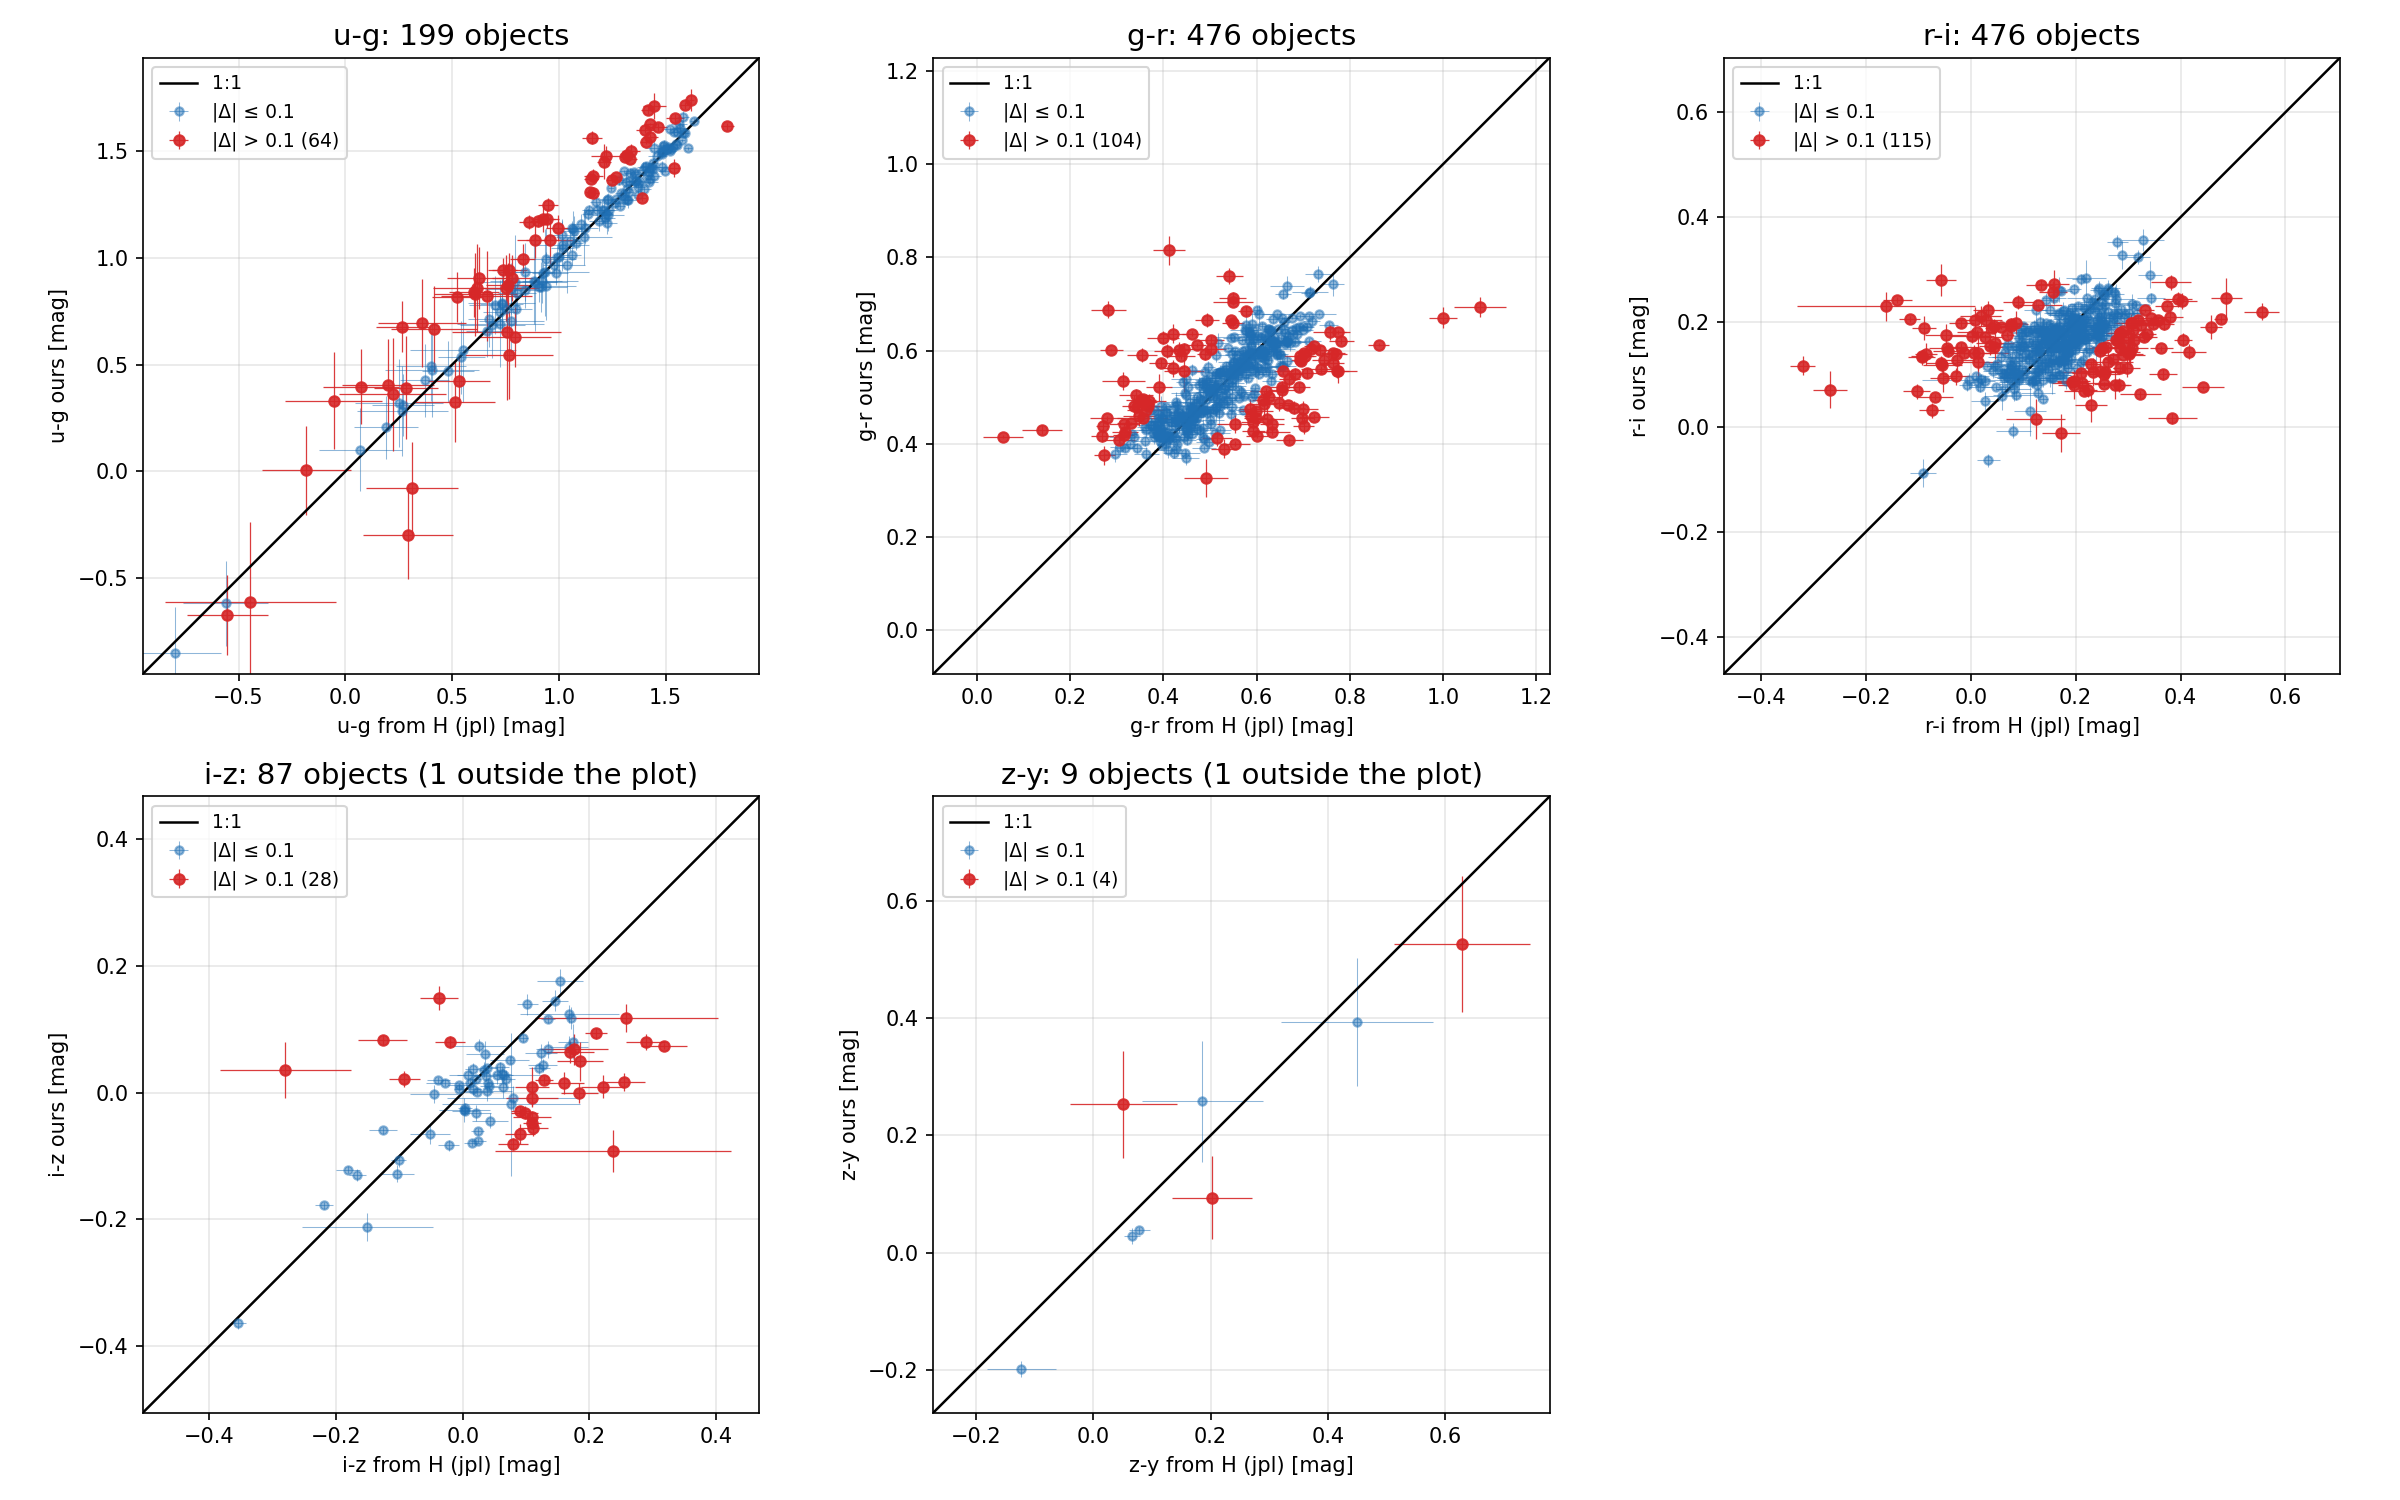 u-g: 199 objects
1:1
|Δ| ≤ 0.1
|Δ| > 0.1 (64)
1.5
1.0
0.5
0.0
−0.5
u-g ours [mag]
−0.5 0.0 0.5 1.0 1.5
u-g from H (jpl) [mag]
g-r: 476 objects
1:1
|Δ| ≤ 0.1
|Δ| > 0.1 (104)
1.2
1.0
0.8
0.6
0.4
0.2
0.0
g-r ours [mag]
0.0 0.2 0.4 0.6 0.8 1.0 1.2
g-r from H (jpl) [mag]
r-i: 476 objects
1:1
|Δ| ≤ 0.1
|Δ| > 0.1 (115)
0.6
0.4
0.2
0.0
−0.2
−0.4
r-i ours [mag]
−0.4 −0.2 0.0 0.2 0.4 0.6
r-i from H (jpl) [mag]
i-z: 87 objects (1 outside the plot)
1:1
|Δ| ≤ 0.1
|Δ| > 0.1 (28)
0.4
0.2
0.0
−0.2
−0.4
i-z ours [mag]
−0.4 −0.2 0.0 0.2 0.4
i-z from H (jpl) [mag]
z-y: 9 objects (1 outside the plot)
1:1
|Δ| ≤ 0.1
|Δ| > 0.1 (4)
0.6
0.4
0.2
0.0
−0.2
z-y ours [mag]
−0.2 0.0 0.2 0.4 0.6
z-y from H (jpl) [mag]